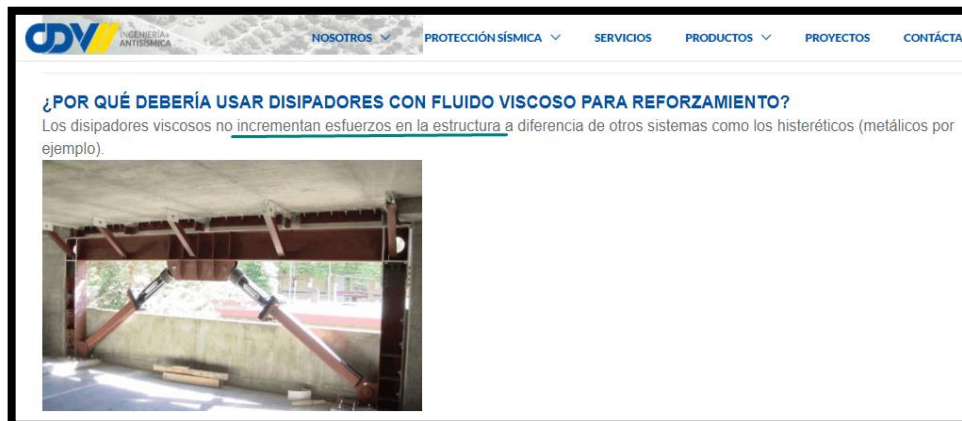 CDV INGENIERÍA ANTISÍSMICA
NOSOTROS PROTECCIÓN SÍSMICA SERVICIOS PRODUCTOS PROYECTOS CONTÁCTA
¿POR QUÉ DEBERÍA USAR DISIPADORES CON FLUIDO VISCOSO PARA REFORZAMIENTO?
Los disipadores viscosos no incrementan esfuerzos en la estructura a diferencia de otros sistemas como los histeréticos (metálicos por
ejemplo).